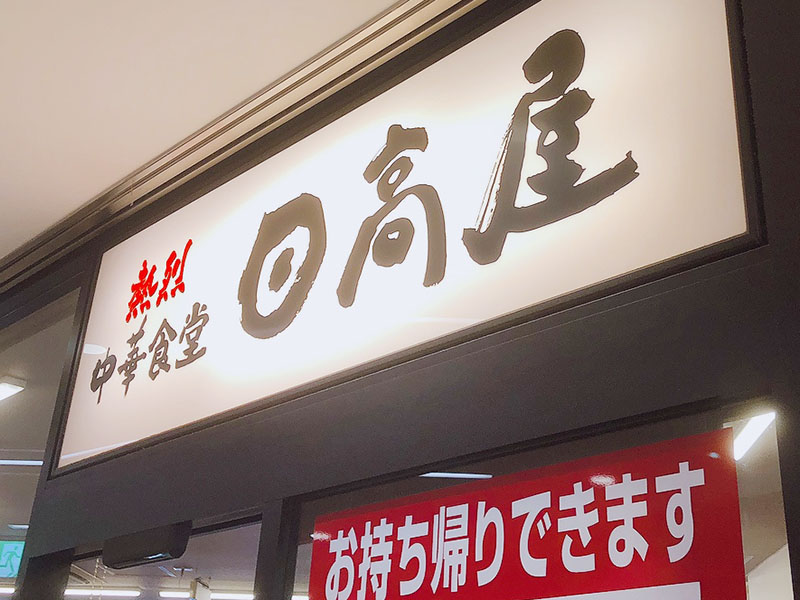 熱烈
中華食堂
日高屋
お持ち帰りできます